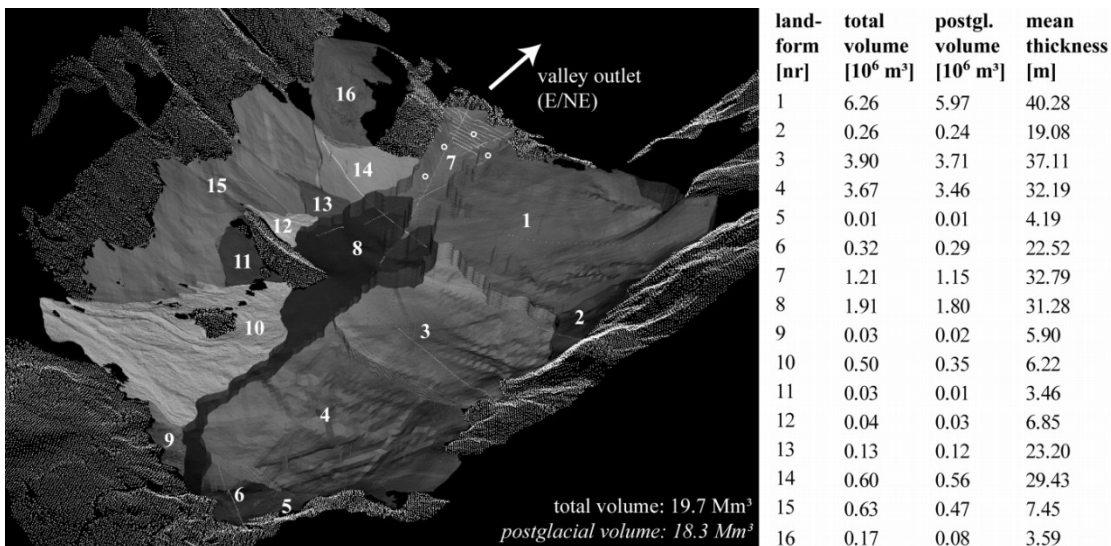 16
valley outlet
(E/NE)
14
7
15
13
12
1
8
11
10
3
2
4
9
6
5
total volume: 19.7 Mm³
postglacial volume: 18.3 Mm³
land- total postgl. mean
form volume volume thickness
[nr] [10⁶ m³] [10⁶ m³] [m]
1 6.26 5.97 40.28
2 0.26 0.24 19.08
3 3.90 3.71 37.11
4 3.67 3.46 32.19
5 0.01 0.01 4.19
6 0.32 0.29 22.52
7 1.21 1.15 32.79
8 1.91 1.80 31.28
9 0.03 0.02 5.90
10 0.50 0.35 6.22
11 0.03 0.01 3.46
12 0.04 0.03 6.85
13 0.13 0.12 23.20
14 0.60 0.56 29.43
15 0.63 0.47 7.45
16 0.17 0.08 3.59